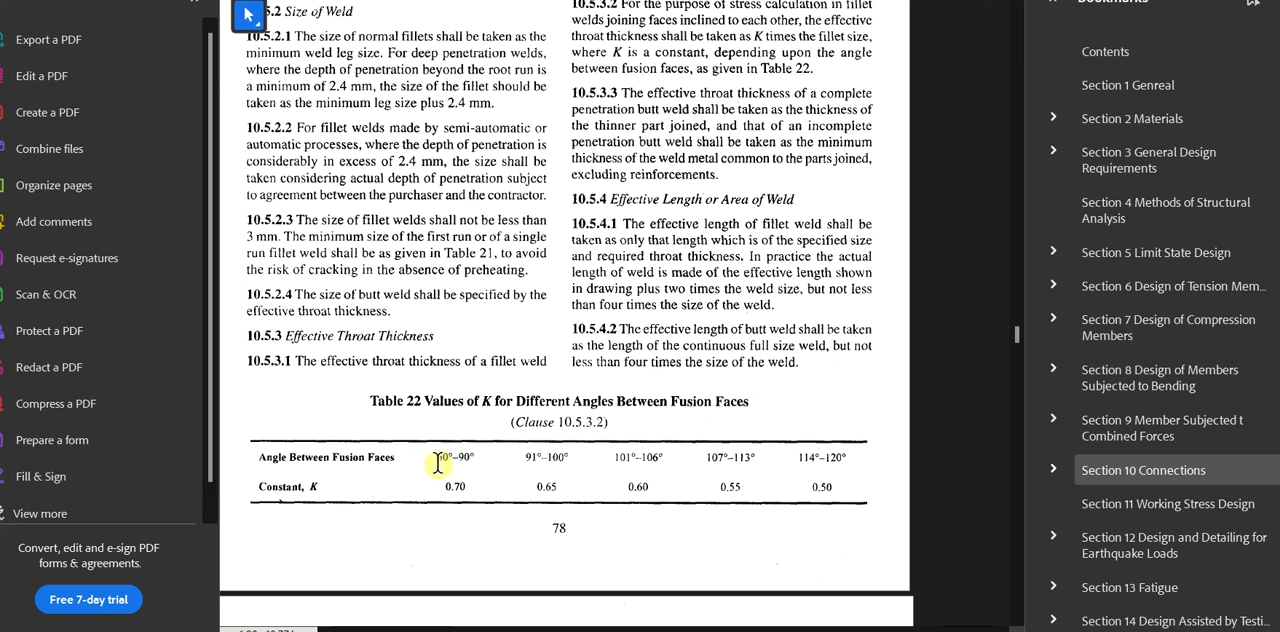 Export a PDF
Edit a PDF
Create a PDF
Combine files
Organize pages
Add comments
Request e-signatures
Scan & OCR
Protect a PDF
Redact a PDF
Compress a PDF
Prepare a form
Fill & Sign
View more
Convert, edit and e-sign PDF
forms & agreements.
Free 7-day trial
5.2 Size of Weld
10.5.2.1 The size of normal fillets shall be taken as the
minimum weld leg size. For deep penetration welds,
where the depth of penetration beyond the root run is
a minimum of 2.4 mm, the size of the fillet should be
taken as the minimum leg size plus 2.4 mm.
10.5.2.2 For fillet welds made by semi-automatic or
automatic processes, where the depth of penetration is
considerably in excess of 2.4 mm, the size shall be
taken considering actual depth of penetration subject
to agreement between the purchaser and the contractor.
10.5.2.3 The size of fillet welds shall not be less than
3 mm. The minimum size of the first run or of a single
run fillet weld shall be as given in Table 21, to avoid
the risk of cracking in the absence of preheating.
10.5.2.4 The size of butt weld shall be specified by the
effective throat thickness.
10.5.3 Effective Throat Thickness
10.5.3.1 The effective throat thickness of a fillet weld
10.5.3.2 For the purpose of stress calculation in fillet
welds joining faces inclined to each other, the effective
throat thickness shall be taken as K times the fillet size,
where K is a constant, depending upon the angle
between fusion faces, as given in Table 22.
10.5.3.3 The effective throat thickness of a complete
penetration butt weld shall be taken as the thickness of
the thinner part joined, and that of an incomplete
penetration butt weld shall be taken as the minimum
thickness of the weld metal common to the parts joined,
excluding reinforcements.
10.5.4 Effective Length or Area of Weld
10.5.4.1 The effective length of fillet weld shall be
taken as only that length which is of the specified size
and required throat thickness. In practice the actual
length of weld is made of the effective length shown
in drawing plus two times the weld size, but not less
than four times the size of the weld.
10.5.4.2 The effective length of butt weld shall be taken
as the length of the continuous full size weld, but not
less than four times the size of the weld.
Table 22 Values of K for Different Angles Between Fusion Faces
(Clause 10.5.3.2)
Angle Between Fusion Faces 60°–90° 91°–100° 101°–106° 107°–113° 114°–120°
Constant, K 0.70 0.65 0.60 0.55 0.50
78
Bookmarks
Contents
Section 1 Genreal
Section 2 Materials
Section 3 General Design
Requirements
Section 4 Methods of Structural
Analysis
Section 5 Limit State Design
Section 6 Design of Tension Mem...
Section 7 Design of Compression
Members
Section 8 Design of Members
Subjected to Bending
Section 9 Member Subjected t
Combined Forces
Section 10 Connections
Section 11 Working Stress Design
Section 12 Design and Detailing for
Earthquake Loads
Section 13 Fatigue
Section 14 Design Assisted by Testi...